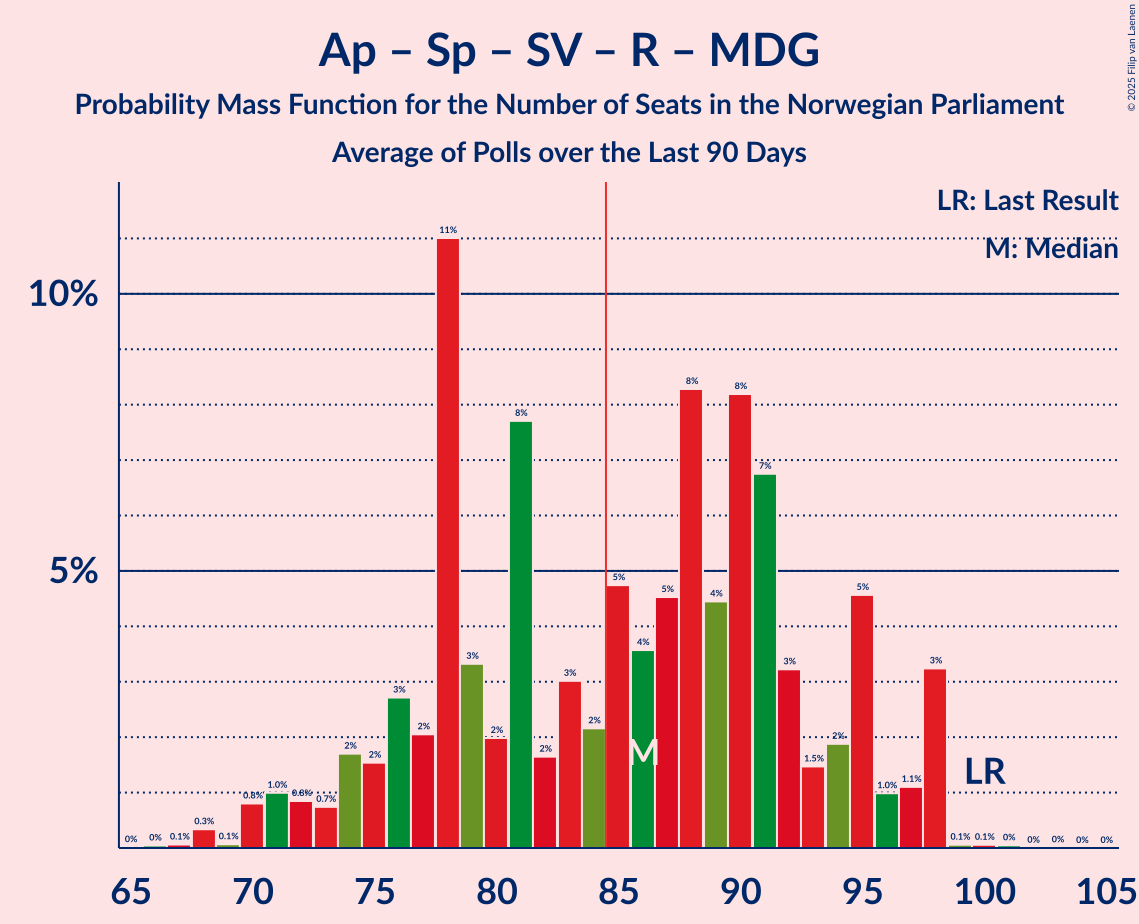 Ap – Sp – SV – R – MDG
Probability Mass Function for the Number of Seats in the Norwegian Parliament
Average of Polls over the Last 90 Days
© 2025 Filip van Laenen
LR: Last Result
M: Median
10%
5%
0% 0% 0.1% 0.3% 0.1% 0.8% 1.0% 0.8% 0.7% 2% 2% 3% 2% 11% 3% 2% 8% 2% 3% 2% 5% 4% 5% 8% 4% 8% 7% 3% 1.5% 2% 5% 1.0% 1.1% 3% 0.1% 0.1% 0% 0% 0% 0% 0%
M
LR
65 70 75 80 85 90 95 100 105